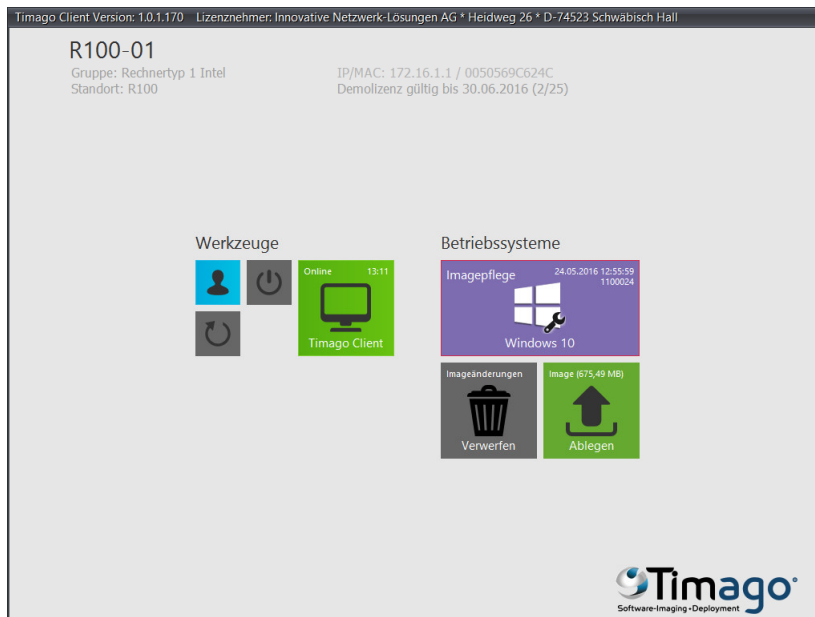 Timago Client Version: 1.0.1.170 Lizenznehmer: Innovative Netzwerk-Lösungen AG * Heidweg 26 * D-74523 Schwäbisch Hall
R100-01
Gruppe: Rechnertyp 1 Intel
Standort: R100
IP/MAC: 172.16.1.1 / 0050569C624C
Demolizenz gültig bis 30.06.2016 (2/25)
Werkzeuge
Online 13:11
Timago Client
Betriebssysteme
Imagepflege 24.05.2016 12:55:59
1100024
Windows 10
Imageänderungen
Verwerfen
Image (675,49 MB)
Ablegen
Timago
Software-Imaging • Deployment